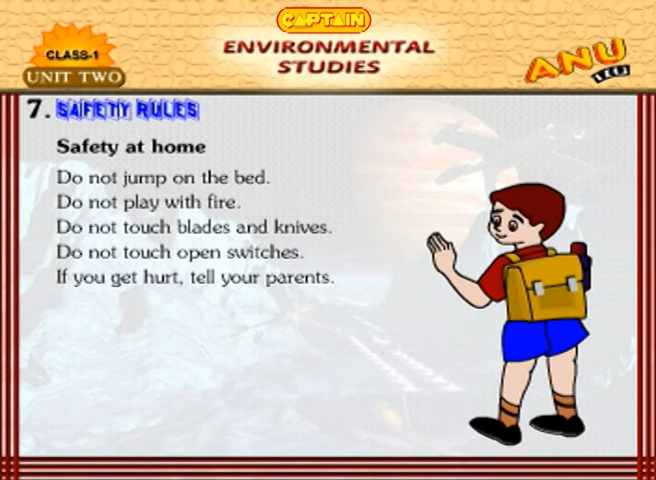 CAPTAIN
ENVIRONMENTAL
STUDIES
CLASS-1
UNIT TWO
ANU
7. SAFETY RULES
Safety at home
Do not jump on the bed.
Do not play with fire.
Do not touch blades and knives.
Do not touch open switches.
If you get hurt, tell your parents.